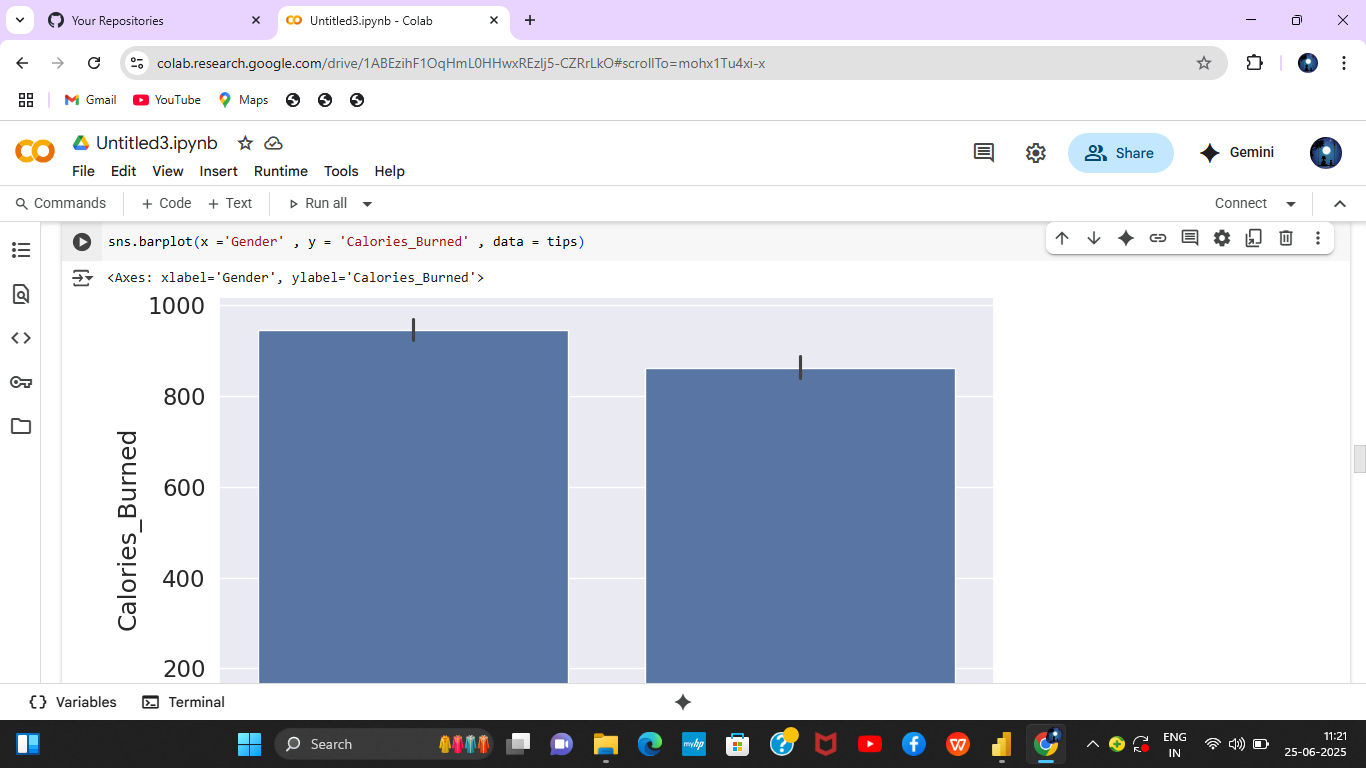 Your Repositories
Untitled3.ipynb - Colab
colab.research.google.com/drive/1ABEzihF1OqHmL0HHwxREzlj5-CZRrLkO#scrollTo=mohx1Tu4xi-x
Gmail
YouTube
Maps
Untitled3.ipynb
Share
Gemini
File Edit View Insert Runtime Tools Help
Commands + Code + Text Run all
Connect
sns.barplot(x ='Gender' , y = 'Calories_Burned' , data = tips)
<Axes: xlabel='Gender', ylabel='Calories_Burned'>
1000
800
600
400
200
Calories_Burned
Variables
Terminal
Search
myhp
ENG
IN
11:21
25-06-2025